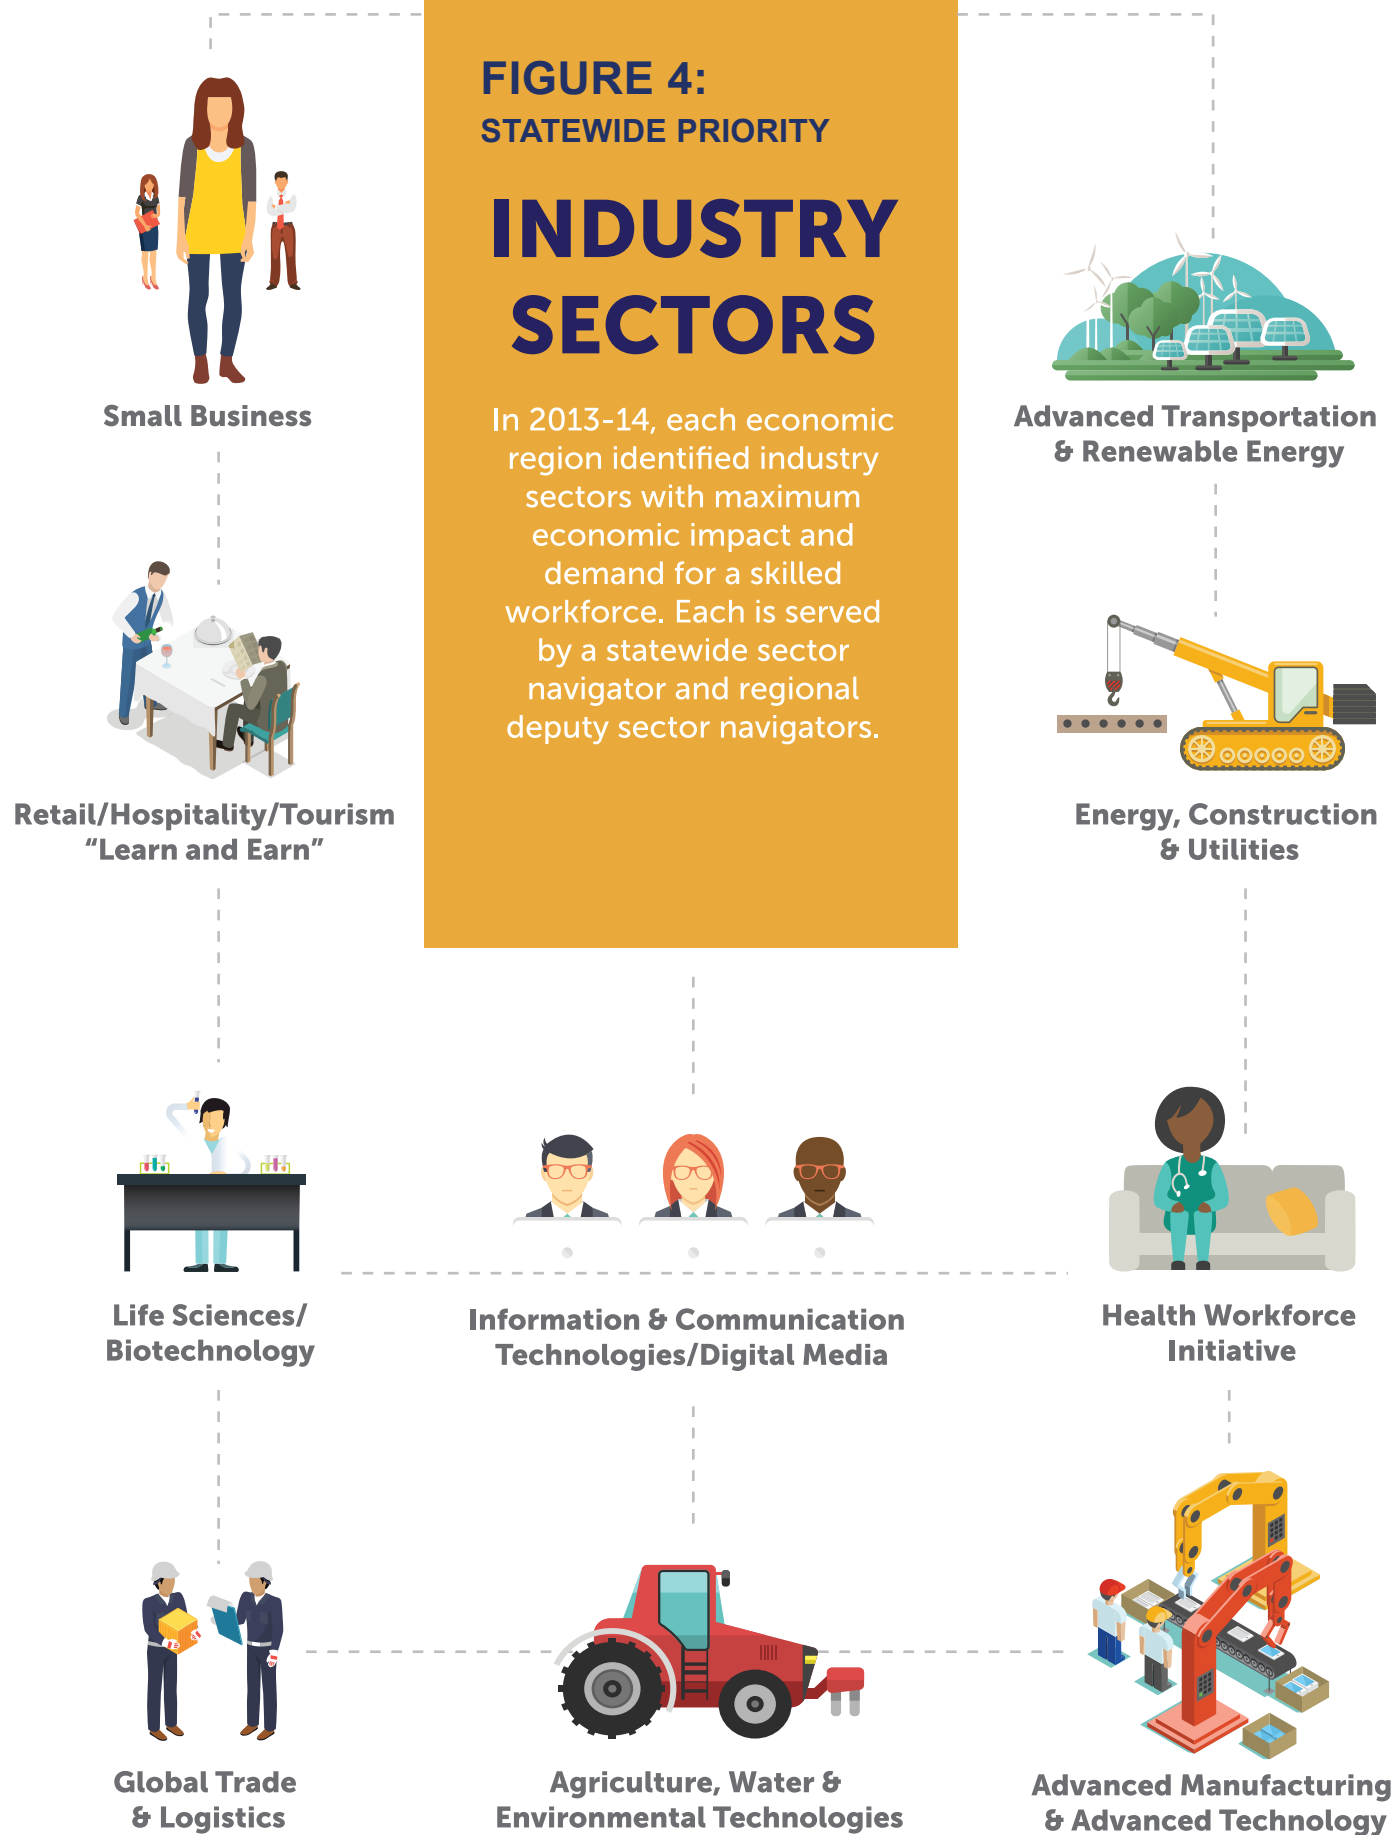 FIGURE 4:
STATEWIDE PRIORITY
INDUSTRY
SECTORS
In 2013-14, each economic
region identified industry
sectors with maximum
economic impact and
demand for a skilled
workforce. Each is served
by a statewide sector
navigator and regional
deputy sector navigators.
Small Business
Advanced Transportation
& Renewable Energy
Retail/Hospitality/Tourism
“Learn and Earn”
Energy, Construction
& Utilities
Life Sciences/
Biotechnology
Information & Communication
Technologies/Digital Media
Health Workforce
Initiative
Global Trade
& Logistics
Agriculture, Water &
Environmental Technologies
Advanced Manufacturing
& Advanced Technology